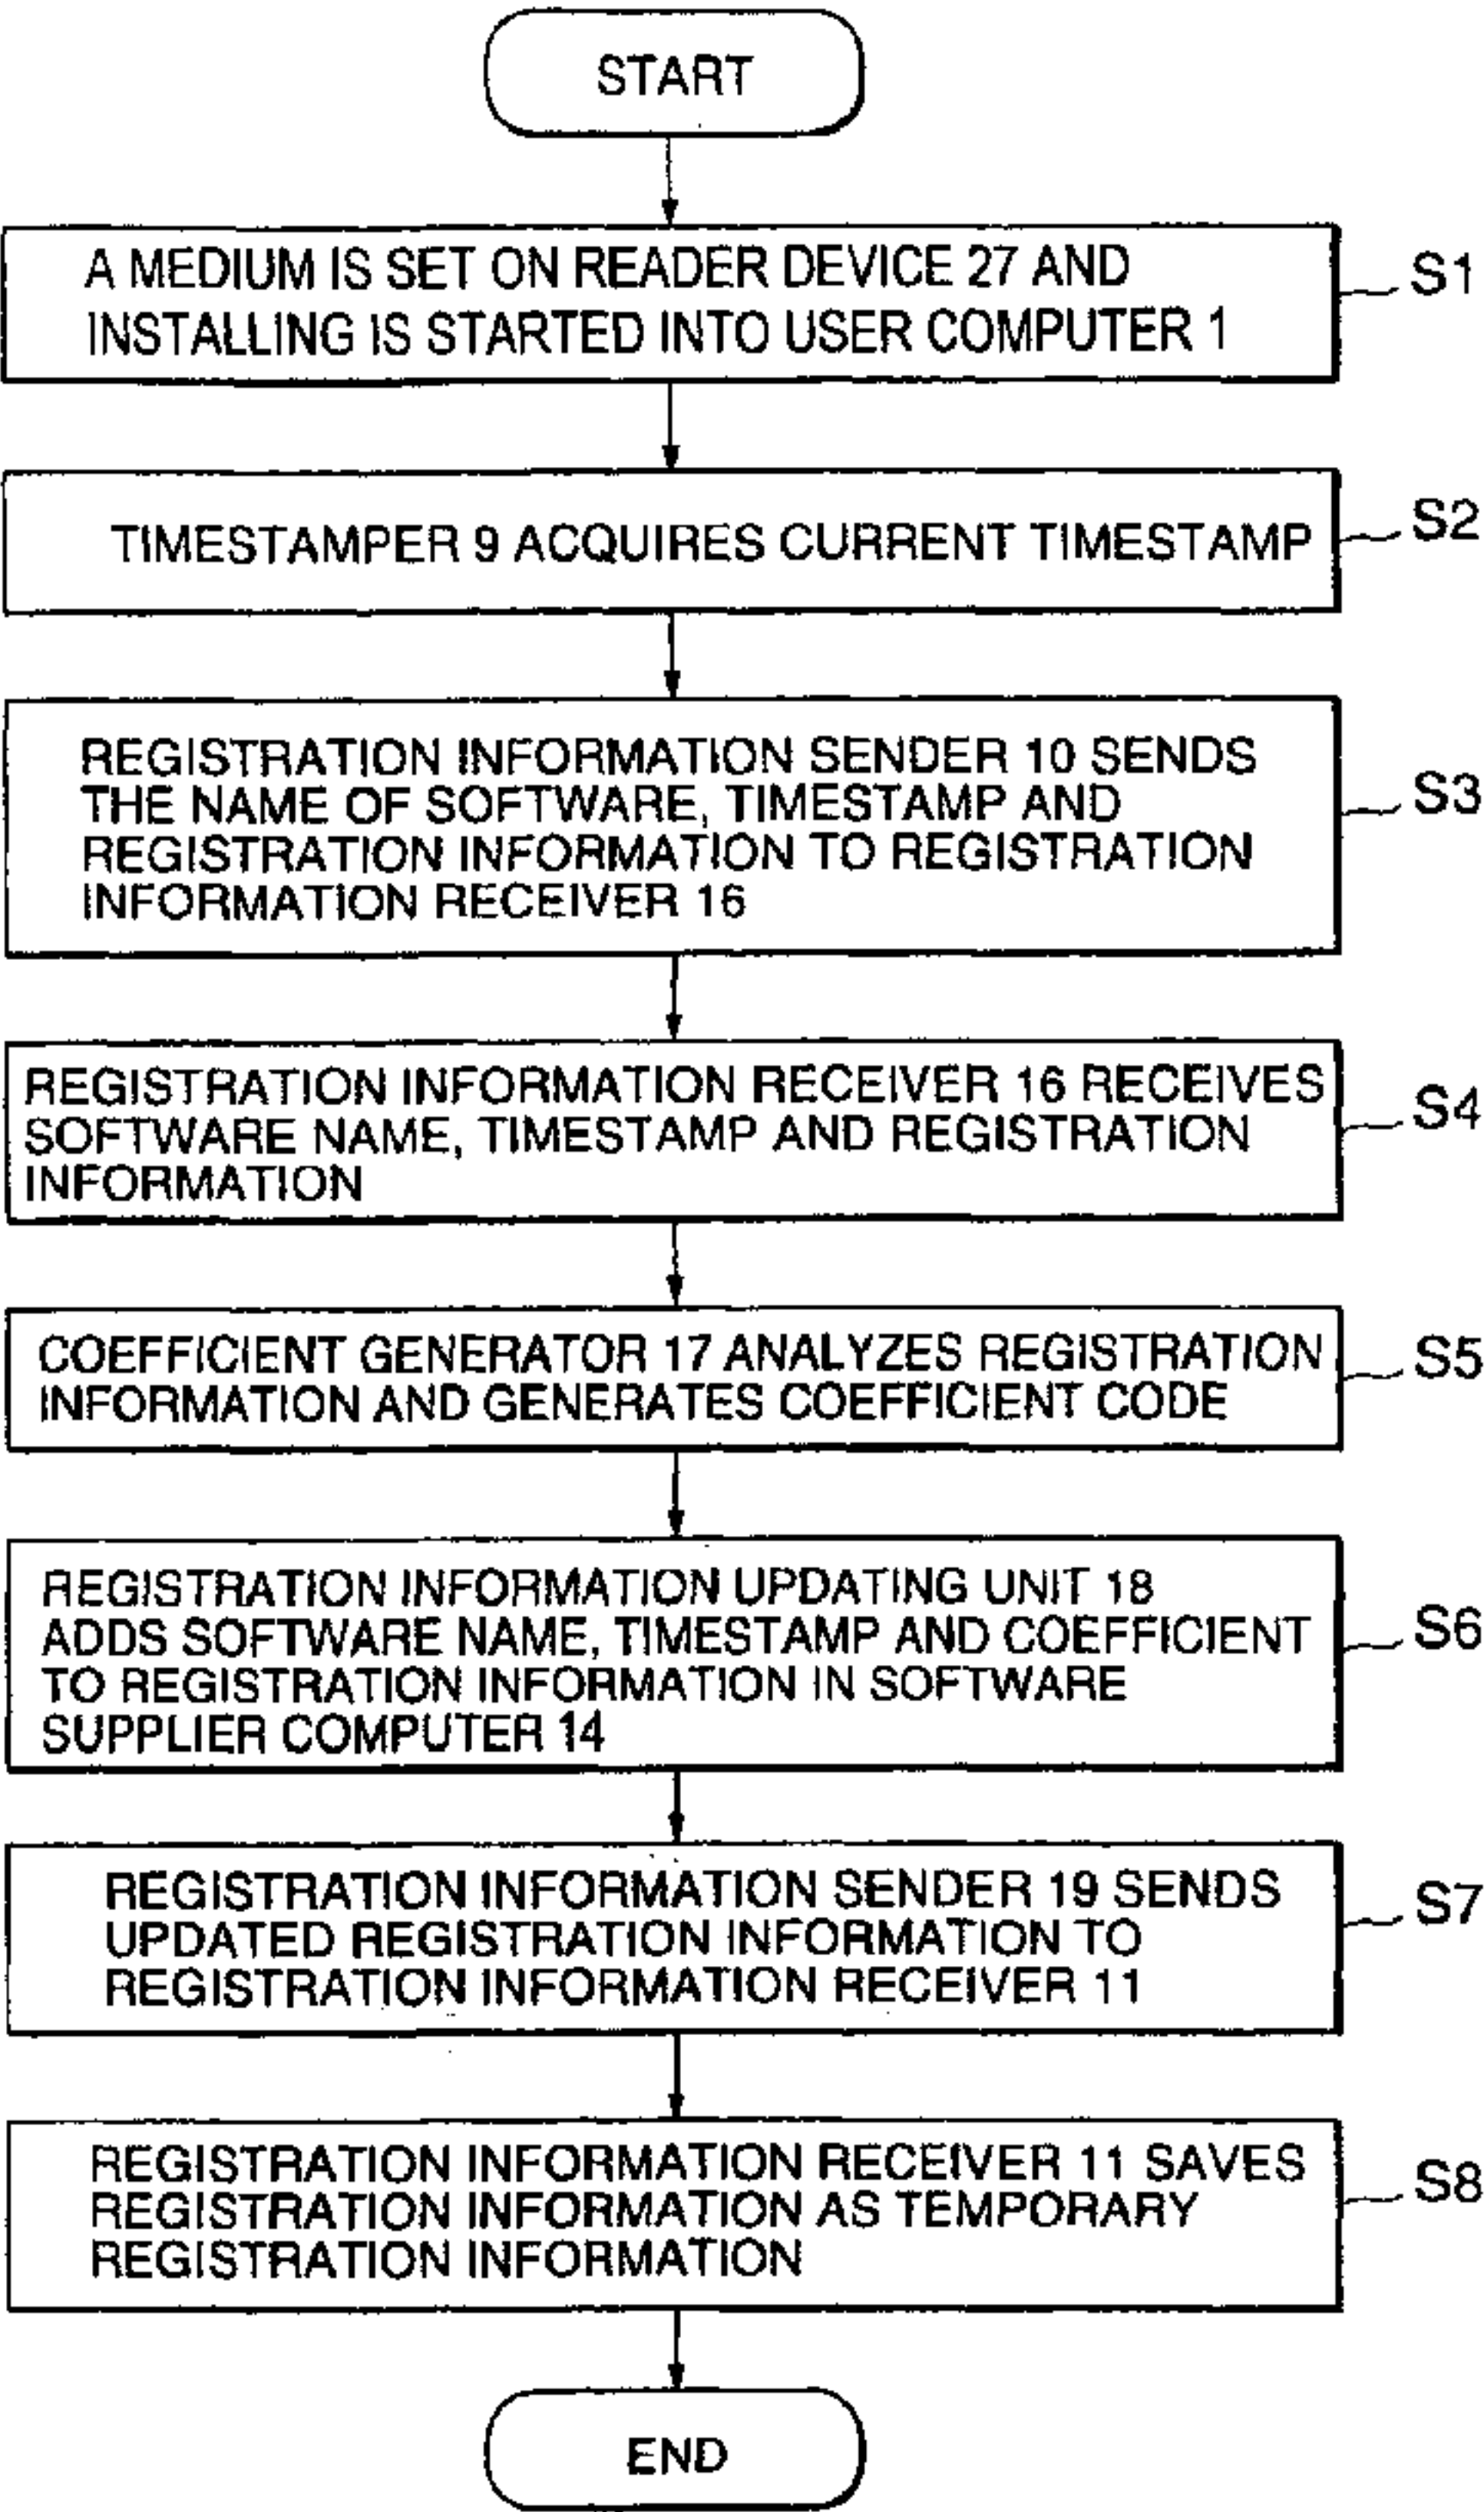 START
A MEDIUM IS SET ON READER DEVICE 27 AND
INSTALLING IS STARTED INTO USER COMPUTER 1
S1
TIMESTAMPER 9 ACQUIRES CURRENT TIMESTAMP
S2
REGISTRATION INFORMATION SENDER 10 SENDS
THE NAME OF SOFTWARE, TIMESTAMP AND
REGISTRATION INFORMATION TO REGISTRATION
INFORMATION RECEIVER 16
S3
REGISTRATION INFORMATION RECEIVER 16 RECEIVES
SOFTWARE NAME, TIMESTAMP AND REGISTRATION
INFORMATION
S4
COEFFICIENT GENERATOR 17 ANALYZES REGISTRATION
INFORMATION AND GENERATES COEFFICIENT CODE
S5
REGISTRATION INFORMATION UPDATING UNIT 18
ADDS SOFTWARE NAME, TIMESTAMP AND COEFFICIENT
TO REGISTRATION INFORMATION IN SOFTWARE
SUPPLIER COMPUTER 14
S6
REGISTRATION INFORMATION SENDER 19 SENDS
UPDATED REGISTRATION INFORMATION TO
REGISTRATION INFORMATION RECEIVER 11
S7
REGISTRATION INFORMATION RECEIVER 11 SAVES
REGISTRATION INFORMATION AS TEMPORARY
REGISTRATION INFORMATION
S8
END